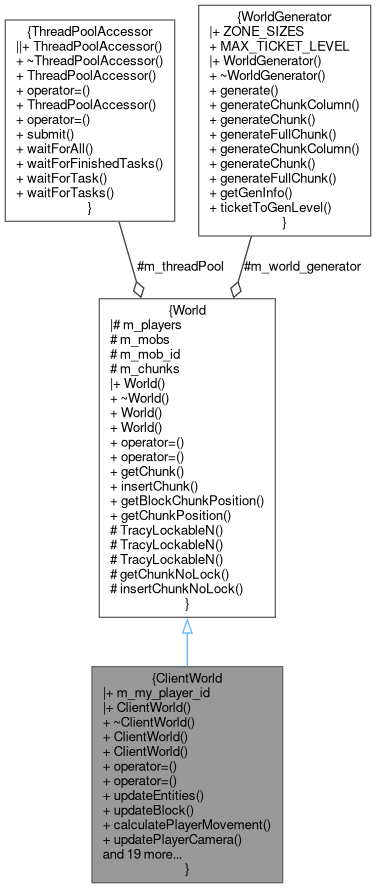 {ThreadPoolAccessor
||+ ThreadPoolAccessor()
+ ~ThreadPoolAccessor()
+ ThreadPoolAccessor()
+ operator=()
+ ThreadPoolAccessor()
+ operator=()
+ submit()
+ waitForAll()
+ waitForFinishedTasks()
+ waitForTask()
+ waitForTasks()
}
{WorldGenerator
|+ ZONE_SIZES
+ MAX_TICKET_LEVEL
|+ WorldGenerator()
+ ~WorldGenerator()
+ generate()
+ generateChunkColumn()
+ generateChunk()
+ generateFullChunk()
+ generateChunkColumn()
+ generateChunk()
+ generateFullChunk()
+ getGenInfo()
+ ticketToGenLevel()
}
#m_threadPool
#m_world_generator
{World
|# m_players
# m_mobs
# m_mob_id
# m_chunks
|+ World()
+ ~World()
+ World()
+ World()
+ operator=()
+ operator=()
+ getChunk()
+ insertChunk()
+ getBlockChunkPosition()
+ getChunkPosition()
# TracyLockableN()
# TracyLockableN()
# TracyLockableN()
# getChunkNoLock()
# insertChunkNoLock()
}
{ClientWorld
|+ m_my_player_id
|+ ClientWorld()
+ ~ClientWorld()
+ ClientWorld()
+ ClientWorld()
+ operator=()
+ operator=()
+ updateEntities()
+ updateBlock()
+ calculatePlayerMovement()
+ updatePlayerCamera()
and 19 more...
}